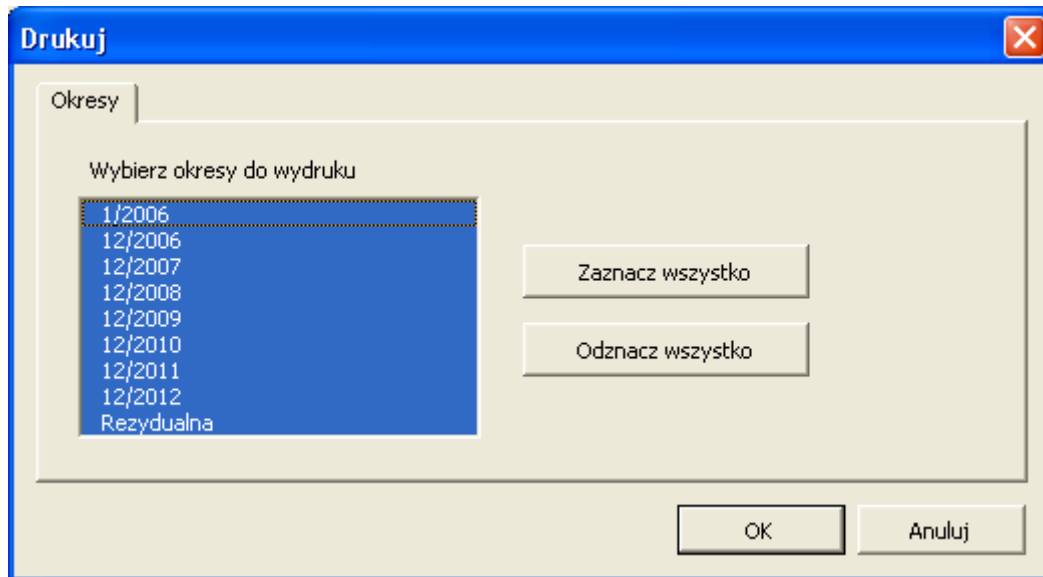 Drukuj
Okresy
Wybierz okresy do wydruku
1/2006
12/2006
12/2007
12/2008
12/2009
12/2010
12/2011
12/2012
Rezydualna
Zaznacz wszystko
Odznacz wszystko
OK
Anuluj